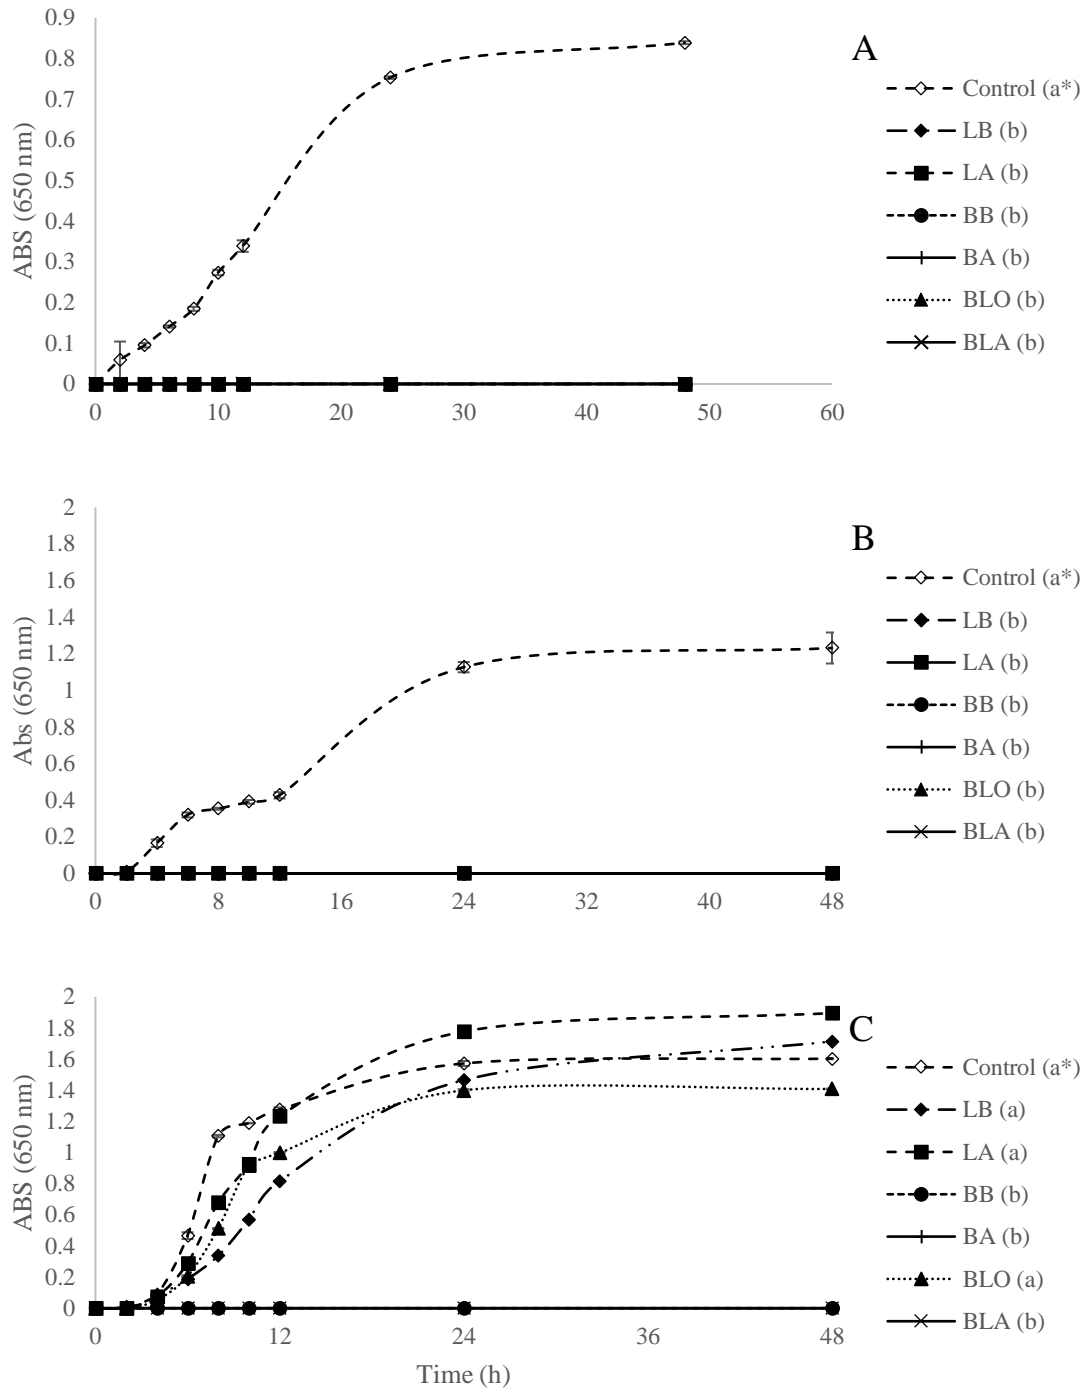 0.9
0.8
0.7
0.6
0.5
0.4
0.3
0.2
0.1
0
ABS (650 nm)
0 10 20 30 40 50 60
A
Control (a*)
LB (b)
LA (b)
BB (b)
BA (b)
BLO (b)
BLA (b)
2
1.8
1.6
1.4
1.2
1
0.8
0.6
0.4
0.2
0
Abs (650 nm)
0 8 16 24 32 40 48
B
Control (a*)
LB (b)
LA (b)
BB (b)
BA (b)
BLO (b)
BLA (b)
2
1.8
1.6
1.4
1.2
1
0.8
0.6
0.4
0.2
0
ABS (650 nm)
0 12 24 36 48
Time (h)
C
Control (a*)
LB (a)
LA (a)
BB (b)
BA (b)
BLO (a)
BLA (b)